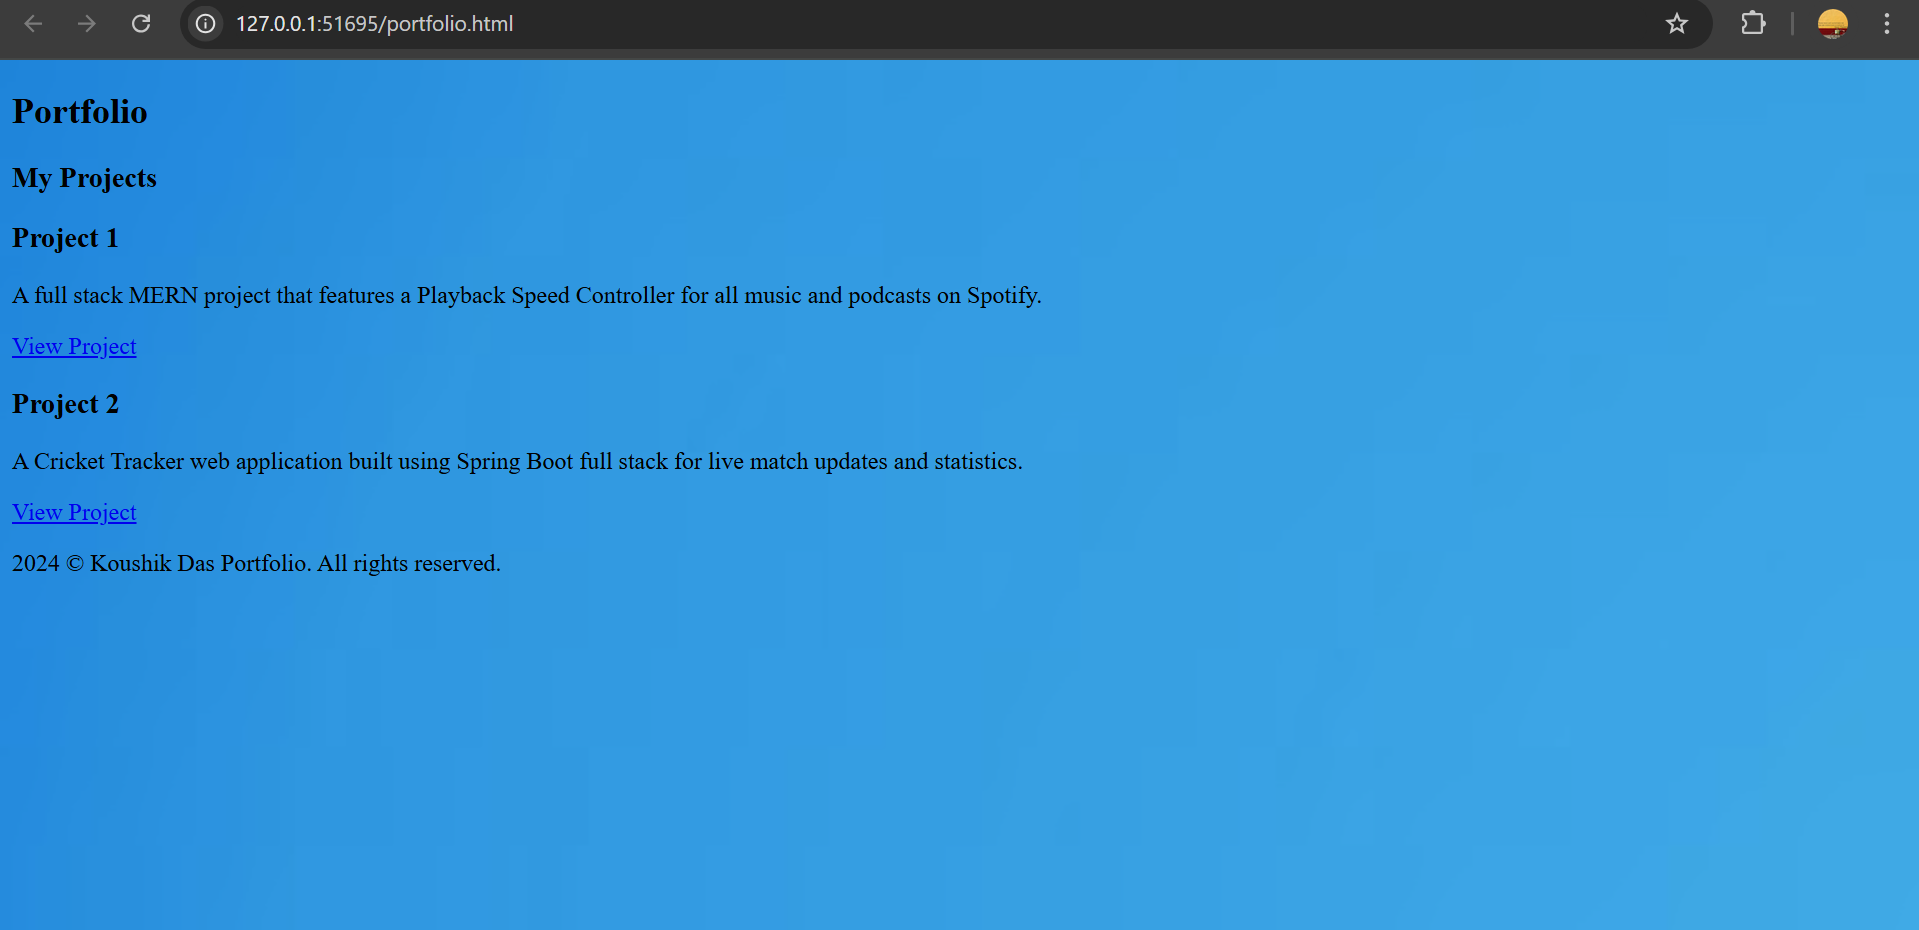 127.0.0.1:51695/portfolio.html
Portfolio
My Projects
Project 1
A full stack MERN project that features a Playback Speed Controller for all music and podcasts on Spotify.
View Project
Project 2
A Cricket Tracker web application built using Spring Boot full stack for live match updates and statistics.
View Project
2024 © Koushik Das Portfolio. All rights reserved.